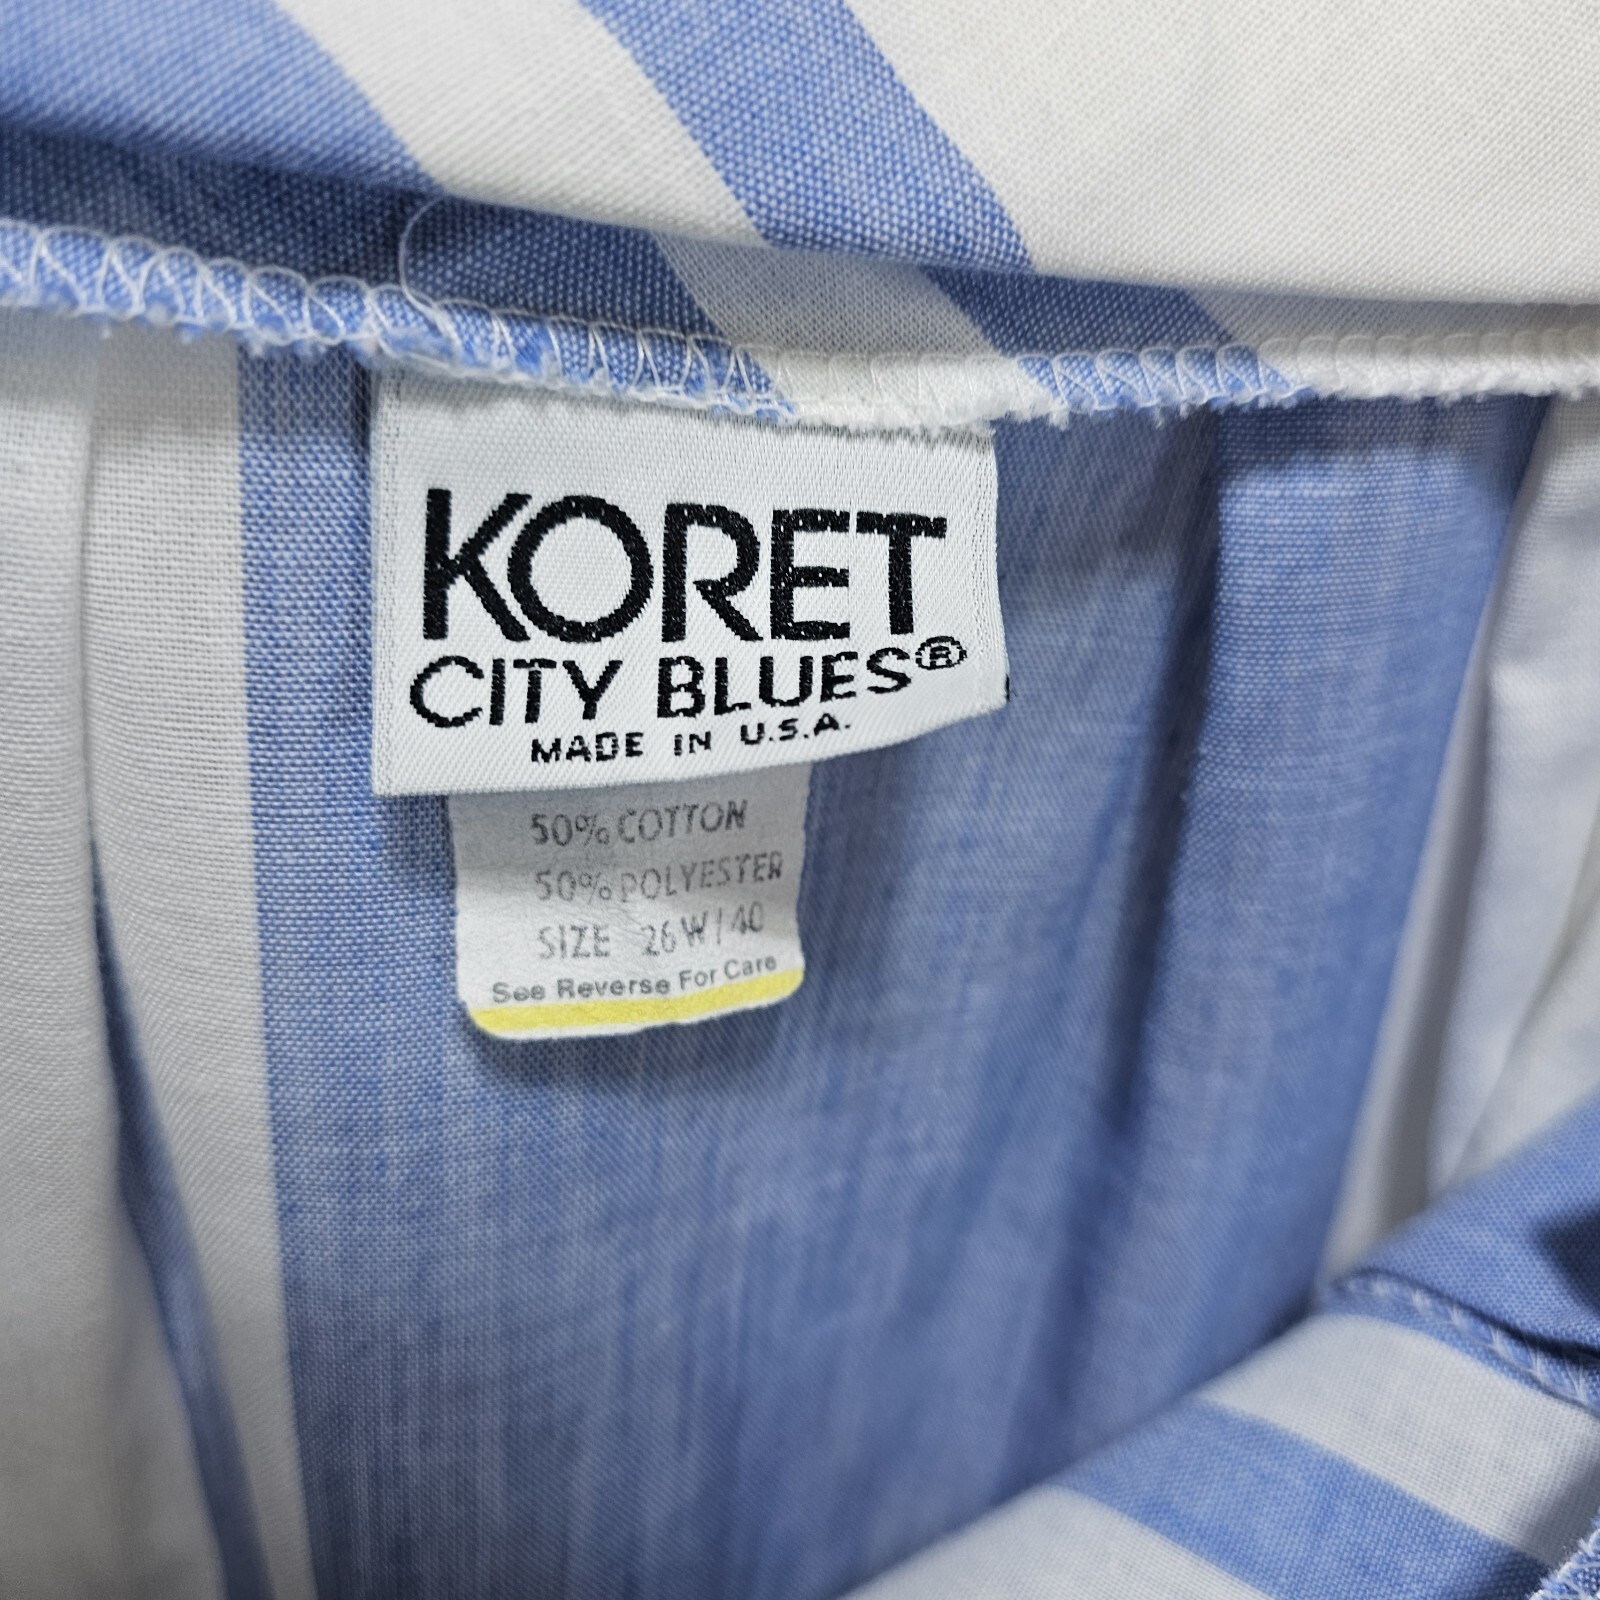 KORET
CITY BLUES®
MADE IN U.S.A.
50% COTTON
50% POLYESTER
SIZE 26W/40
See Reverse For Care